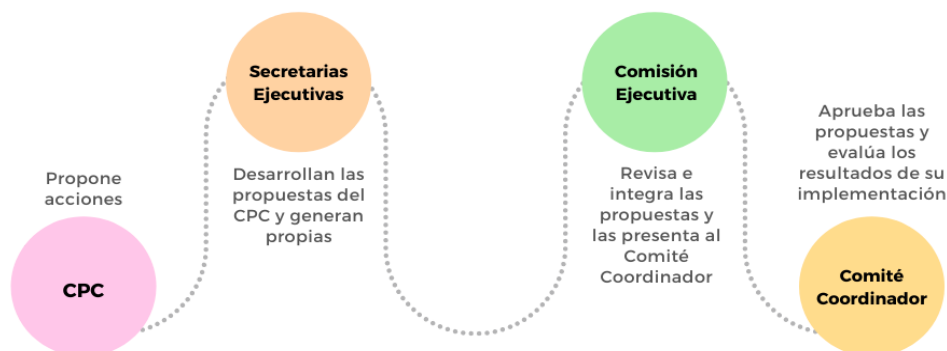 Propone
acciones
CPC
Secretarias
Ejecutivas
Desarrollan las
propuestas del
CPC y generan
propias
Comisión
Ejecutiva
Revisa e
integra las
propuestas y
las presenta al
Comité
Coordinador
Aprueba las
propuestas y
evalúa los
resultados de su
implementación
Comité
Coordinador